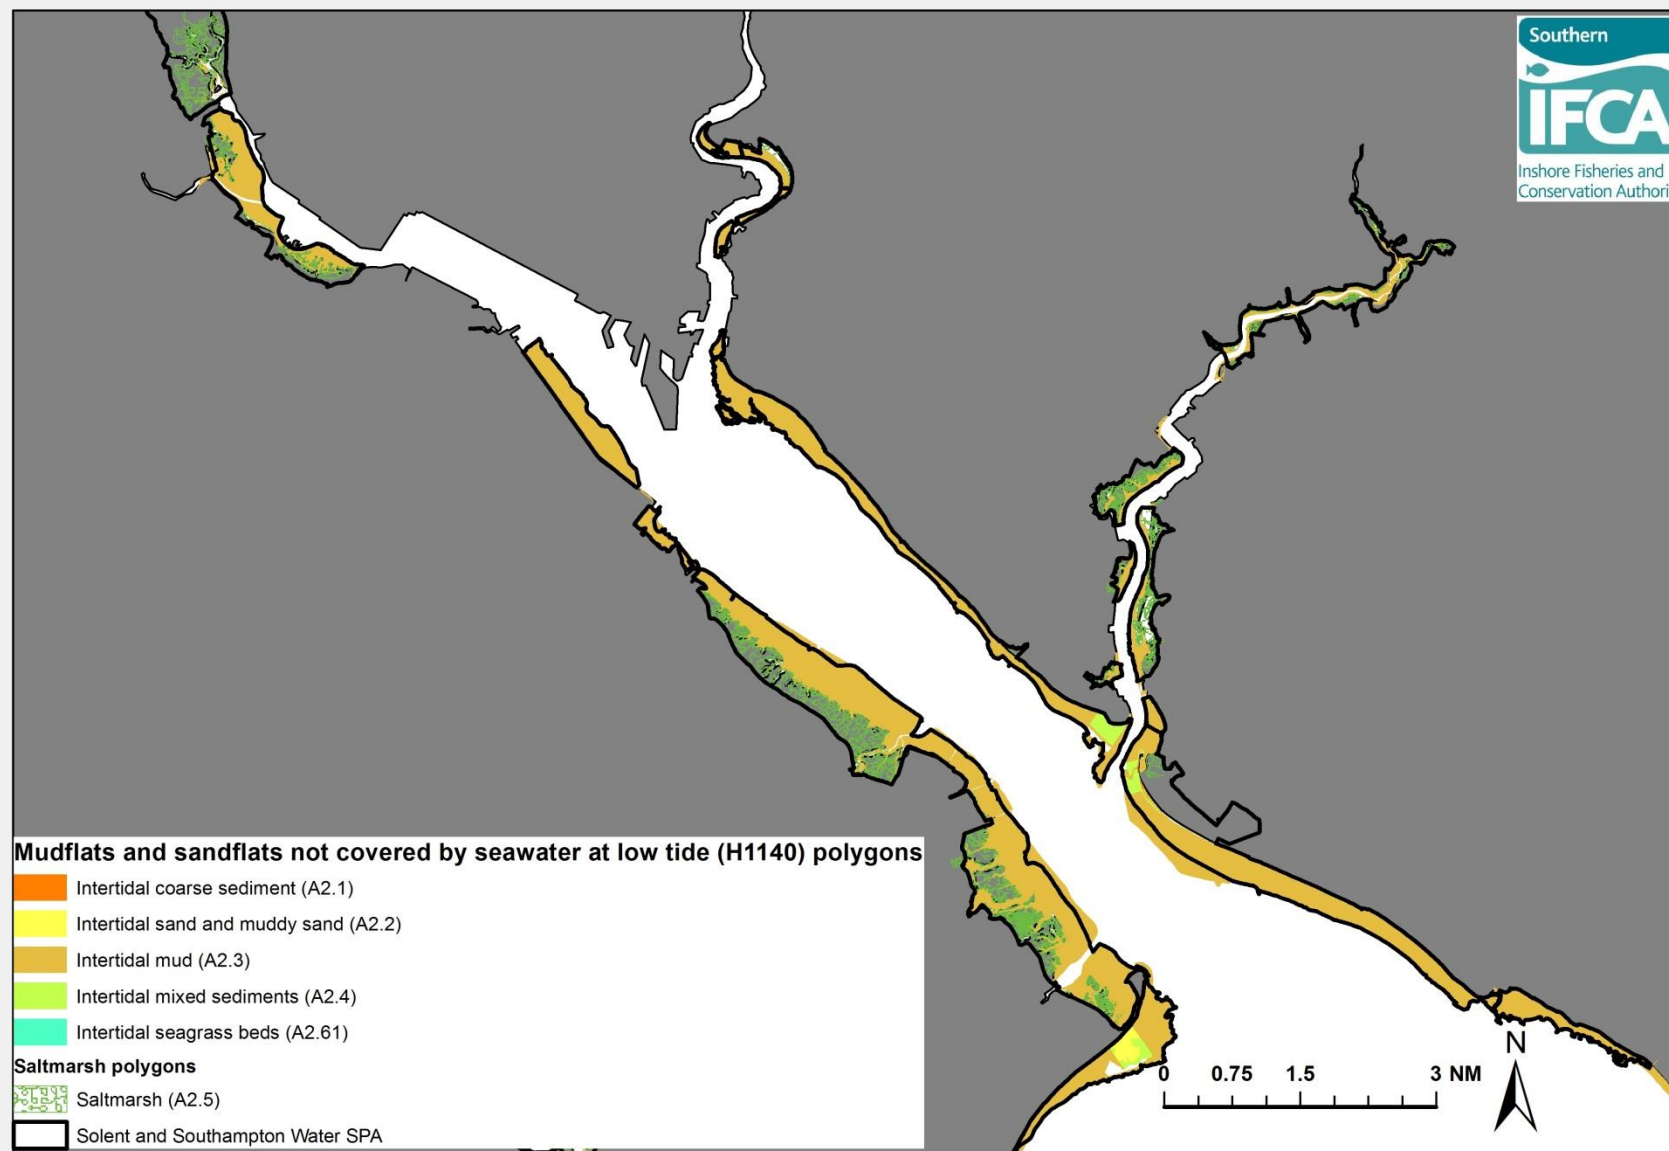 Southern
IFCA
Inshore Fisheries and
Conservation Authori
Mudflats and sandflats not covered by seawater at low tide (H1140) polygons
Intertidal coarse sediment (A2.1)
Intertidal sand and muddy sand (A2.2)
Intertidal mud (A2.3)
Intertidal mixed sediments (A2.4)
Intertidal seagrass beds (A2.61)
Saltmarsh polygons
Saltmarsh (A2.5)
Solent and Southampton Water SPA
N
0 0.75 1.5 3 NM